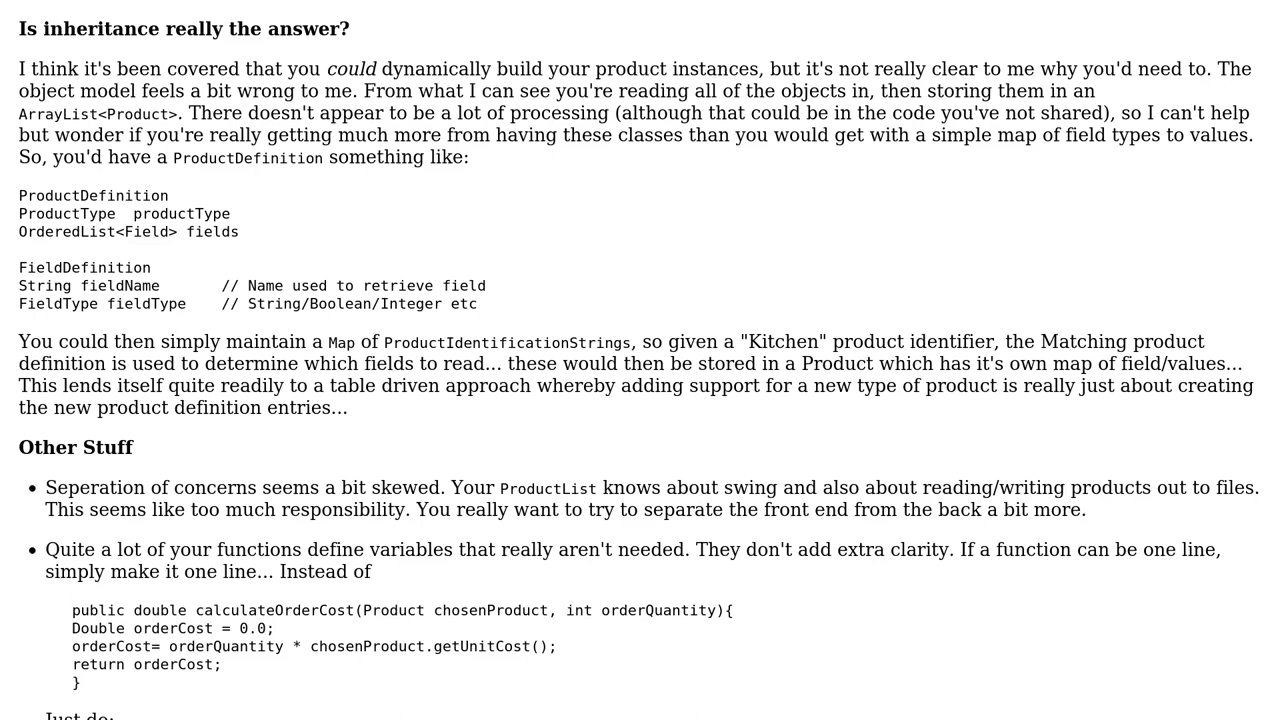 Is inheritance really the answer?
I think it's been covered that you could dynamically build your product instances, but it's not really clear to me why you'd need to. The
object model feels a bit wrong to me. From what I can see you're reading all of the objects in, then storing them in an
ArrayList<Product>. There doesn't appear to be a lot of processing (although that could be in the code you've not shared), so I can't help
but wonder if you're really getting much more from having these classes than you would get with a simple map of field types to values.
So, you'd have a ProductDefinition something like:
ProductDefinition
ProductType  productType
OrderedList<Field> fields
FieldDefinition
String fieldName       // Name used to retrieve field
FieldType fieldType    // String/Boolean/Integer etc
You could then simply maintain a Map of ProductIdentificationStrings, so given a "Kitchen" product identifier, the Matching product
definition is used to determine which fields to read... these would then be stored in a Product which has it's own map of field/values...
This lends itself quite readily to a table driven approach whereby adding support for a new type of product is really just about creating
the new product definition entries...
Other Stuff
• Seperation of concerns seems a bit skewed. Your ProductList knows about swing and also about reading/writing products out to files.
This seems like too much responsibility. You really want to try to separate the front end from the back a bit more.
• Quite a lot of your functions define variables that really aren't needed. They don't add extra clarity. If a function can be one line,
simply make it one line... Instead of
public double calculateOrderCost(Product chosenProduct, int orderQuantity){
Double orderCost = 0.0;
orderCost= orderQuantity * chosenProduct.getUnitCost();
return orderCost;
}
Just do: